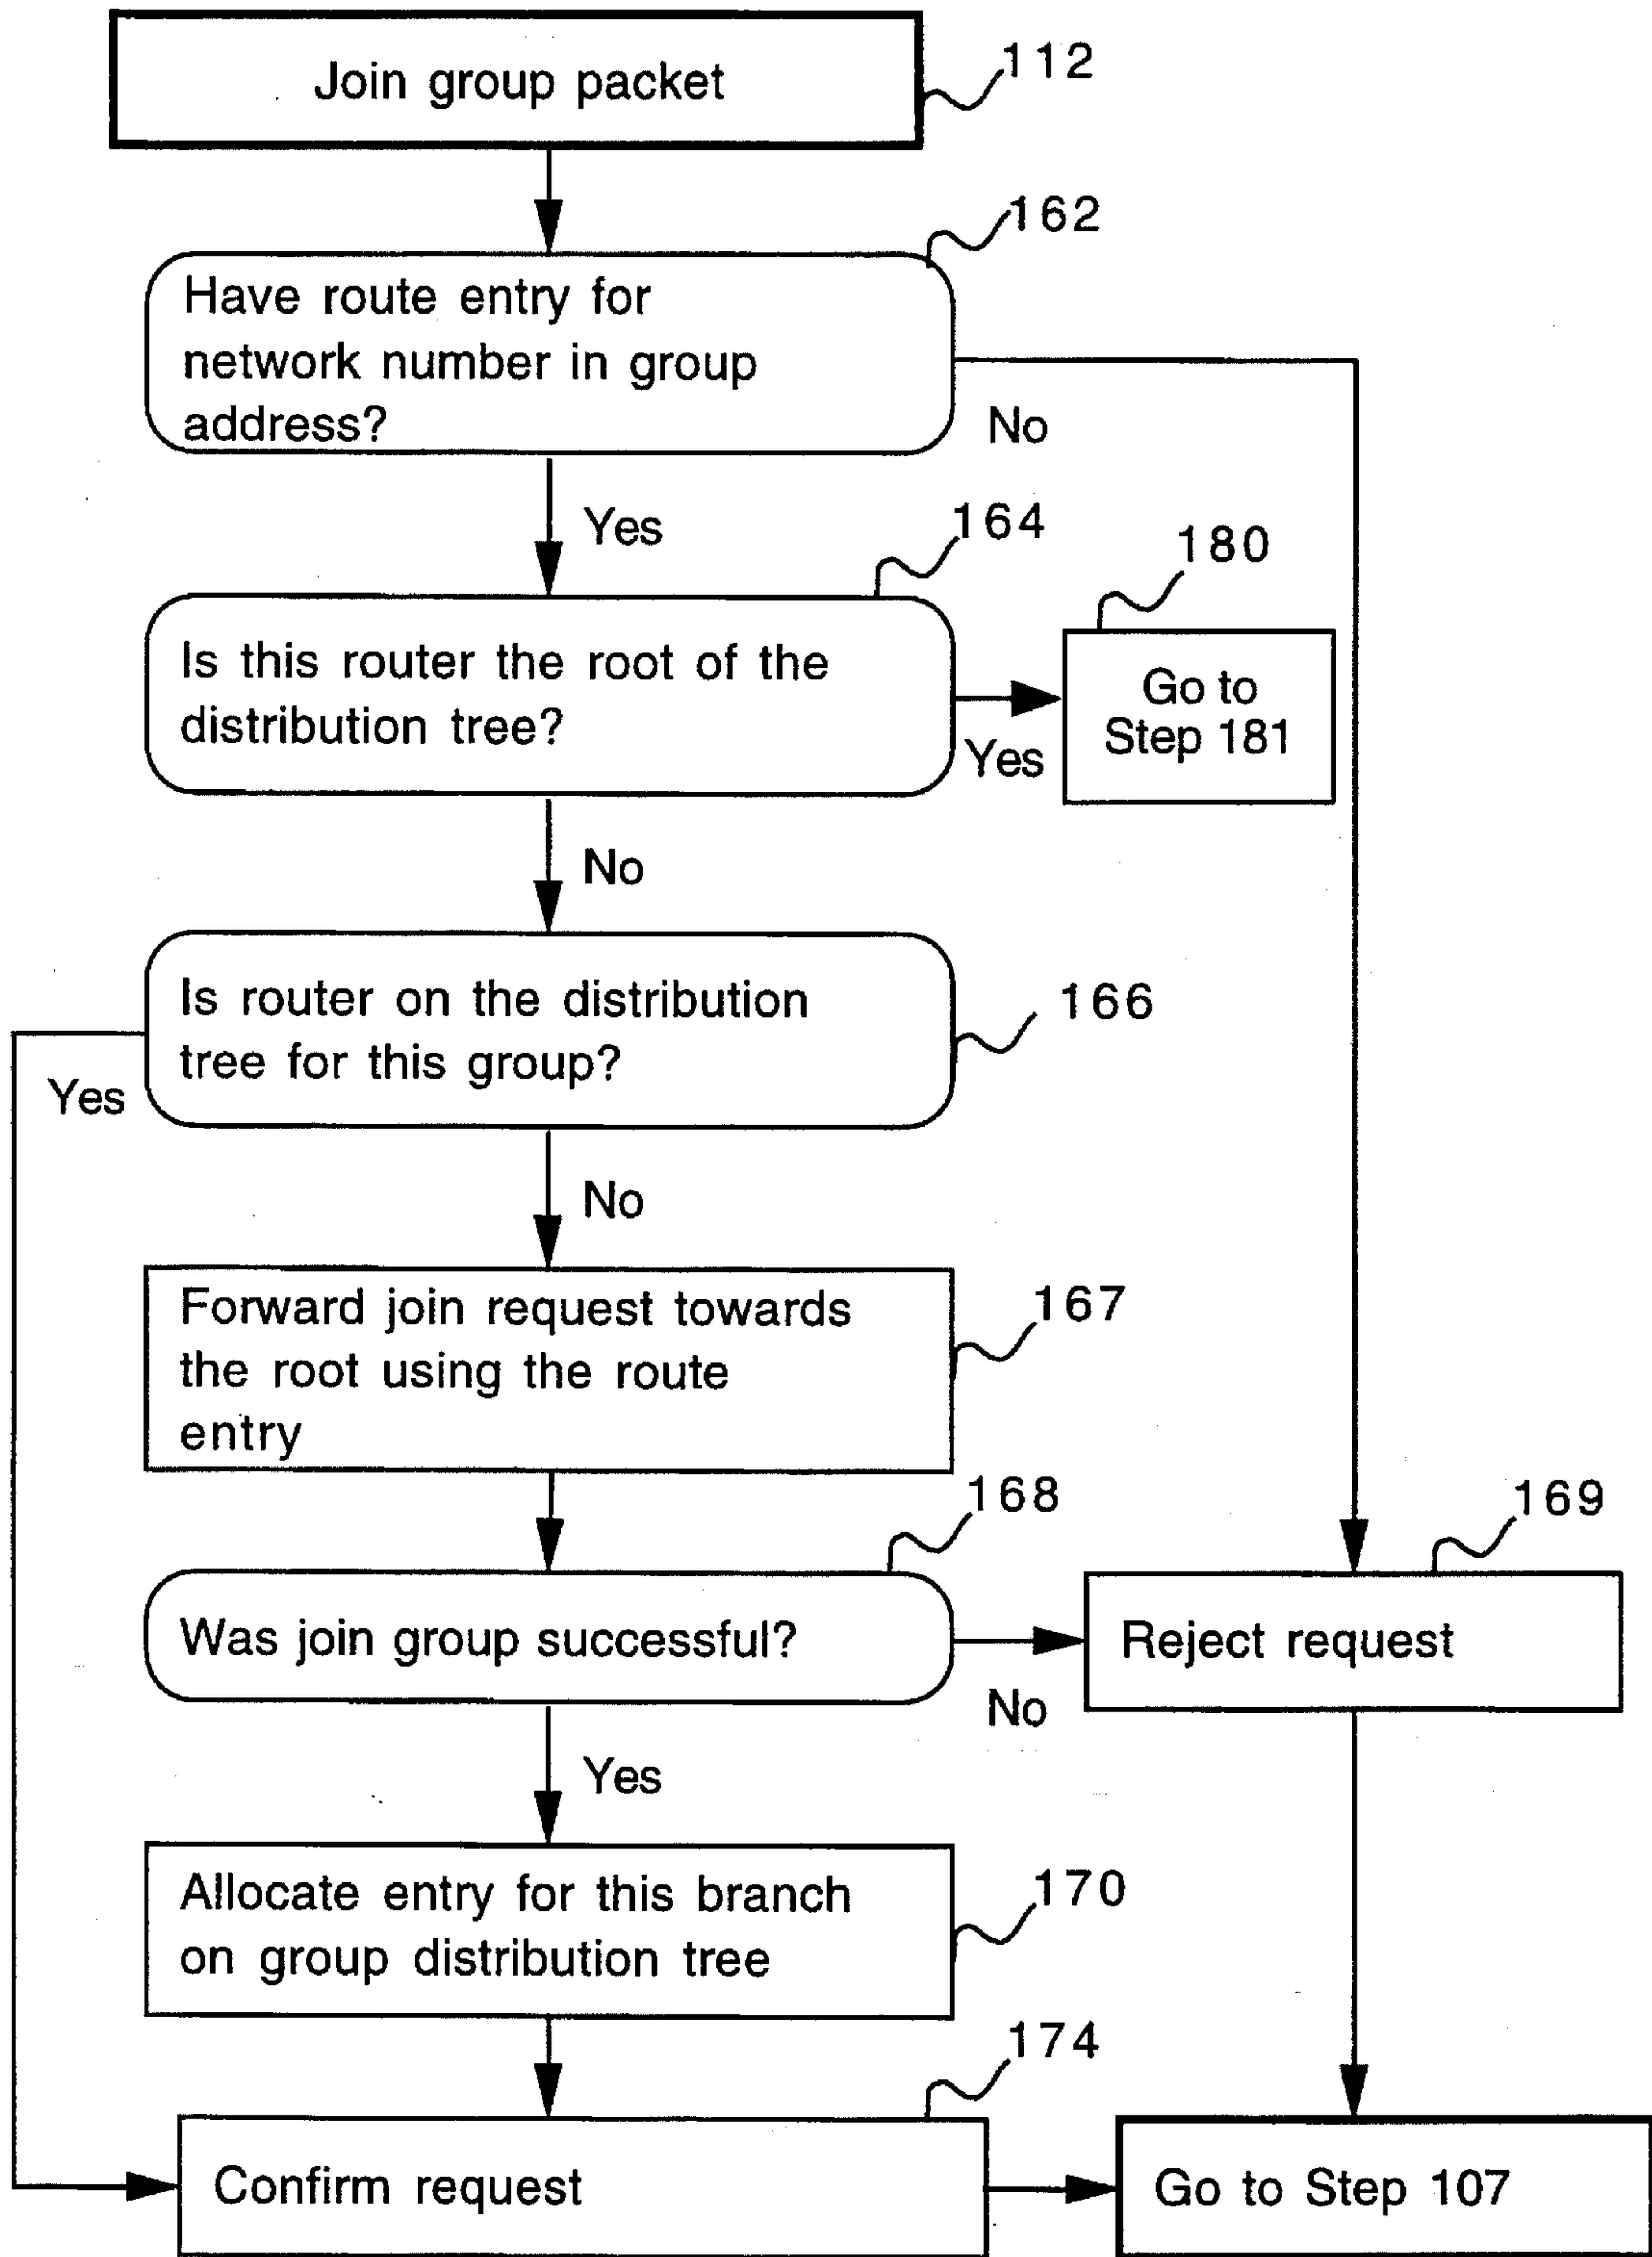 Join group packet
112
162
Have route entry for
network number in group
address?
No
Yes
164
180
Is this router the root of the
distribution tree?
Yes
Go to
Step 181
No
Is router on the distribution
tree for this group?
166
Yes
No
Forward join request towards
the root using the route
entry
167
168
169
Was join group successful?
No
Reject request
Yes
Allocate entry for this branch
on group distribution tree
170
174
Confirm request
Go to Step 107